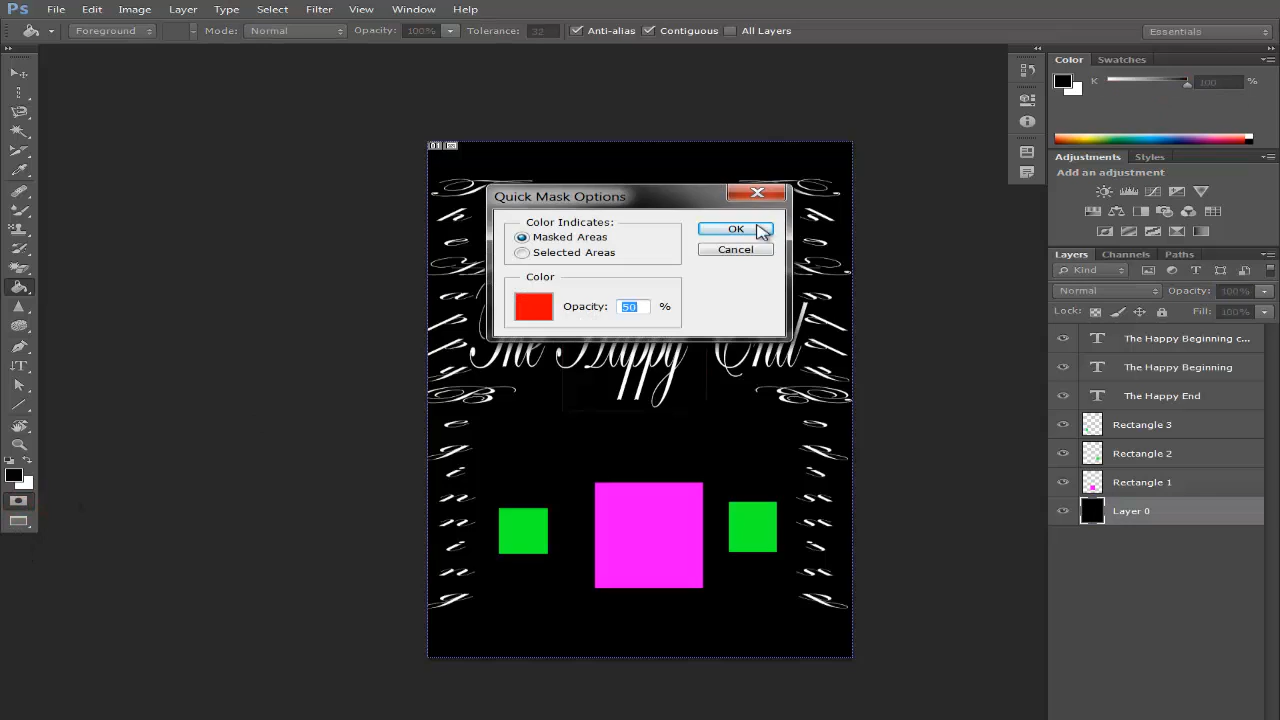 Ps File Edit Image Layer Type Select Filter View Window Help
Foreground Mode: Normal Opacity: 100% Tolerance: 32 Anti-alias Contiguous All Layers Essentials
Color Swatches
K 100 %
Adjustments Styles
Add an adjustment
01
Quick Mask Options
Color Indicates:
Masked Areas
Selected Areas
OK
Cancel
Color
Opacity: 50 %
The Happy End
Layers Channels Paths
Kind
Normal Opacity: 100%
Lock: Fill: 100%
The Happy Beginning c...
The Happy Beginning
The Happy End
Rectangle 3
Rectangle 2
Rectangle 1
Layer 0